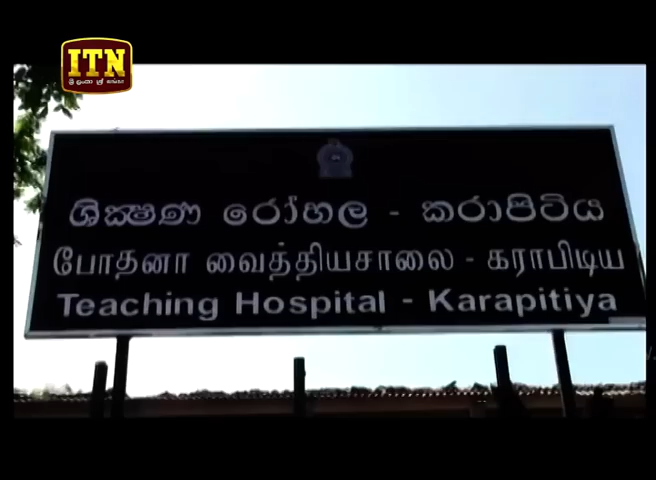 ITN
ශික්ෂණ රෝහල - කරාපිටිය
போதனா வைத்தியசாலை - கராபிடிய
Teaching Hospital - Karapitiya